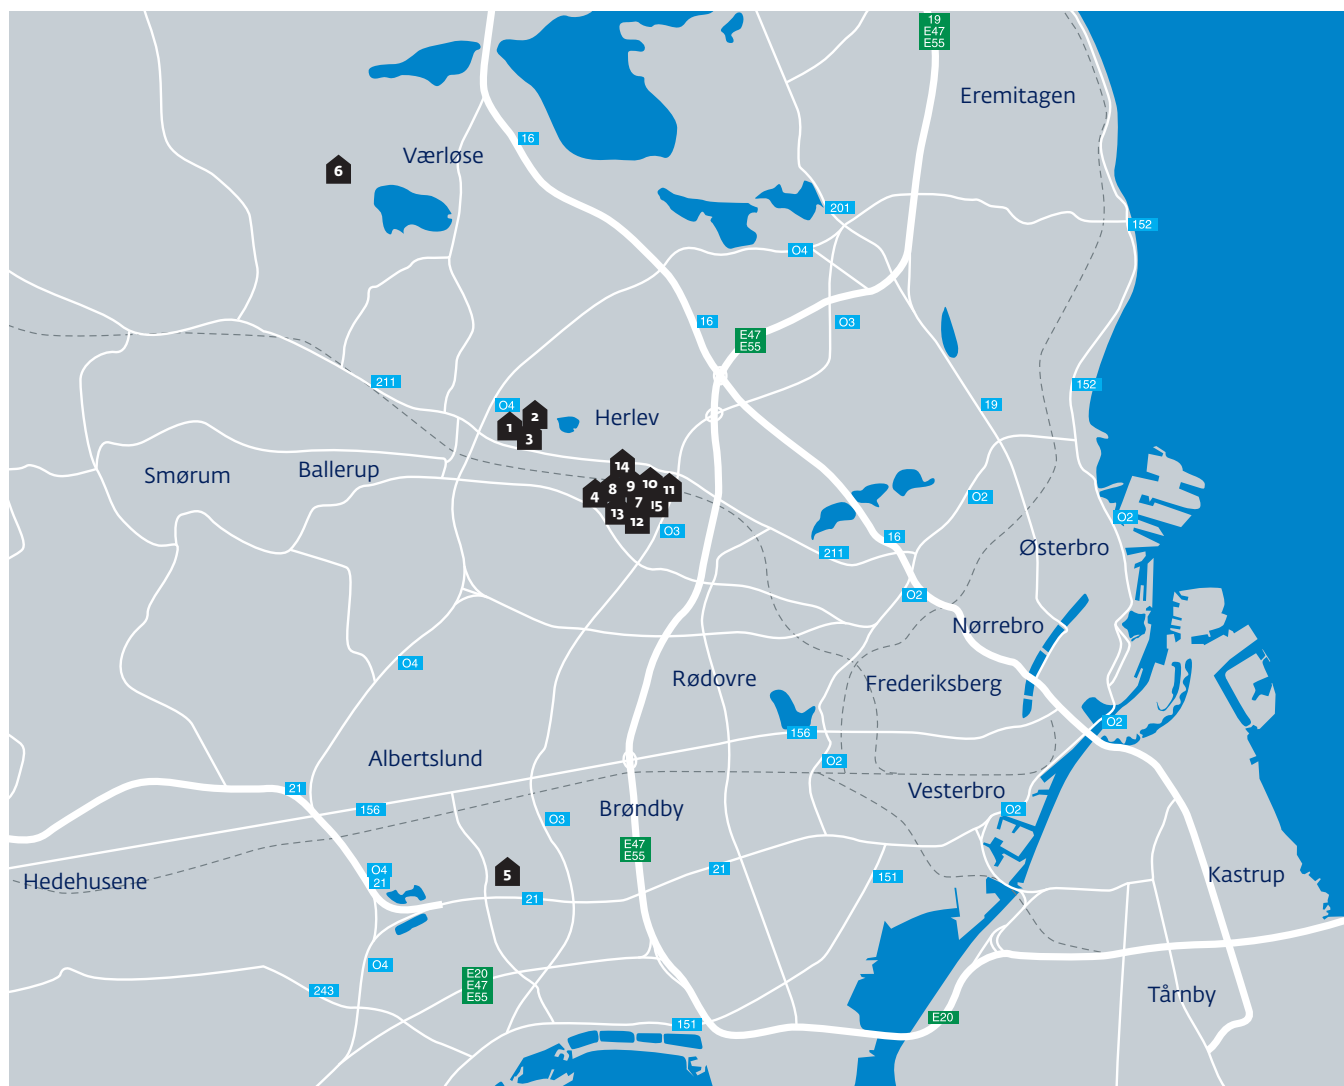 19
E47
E55
Eremitagen
16
Værløse
6
201
152
O4
16
E47
E55
O3
211
152
O4
19
2
1
3
Herlev
14
Smørum
Ballerup
10
9
11
8
4
7
15
13
12
O2
O2
O3
16
211
Østerbro
O2
Nørrebro
O4
Rødovre
Frederiksberg
O2
156
Albertslund
O2
21
Vesterbro
156
Brøndby
O2
O3
E47
E55
O4
21
21
5
151
Kastrup
Hedehusene
21
O4
E20
E47
E55
243
Tårnby
E20
151